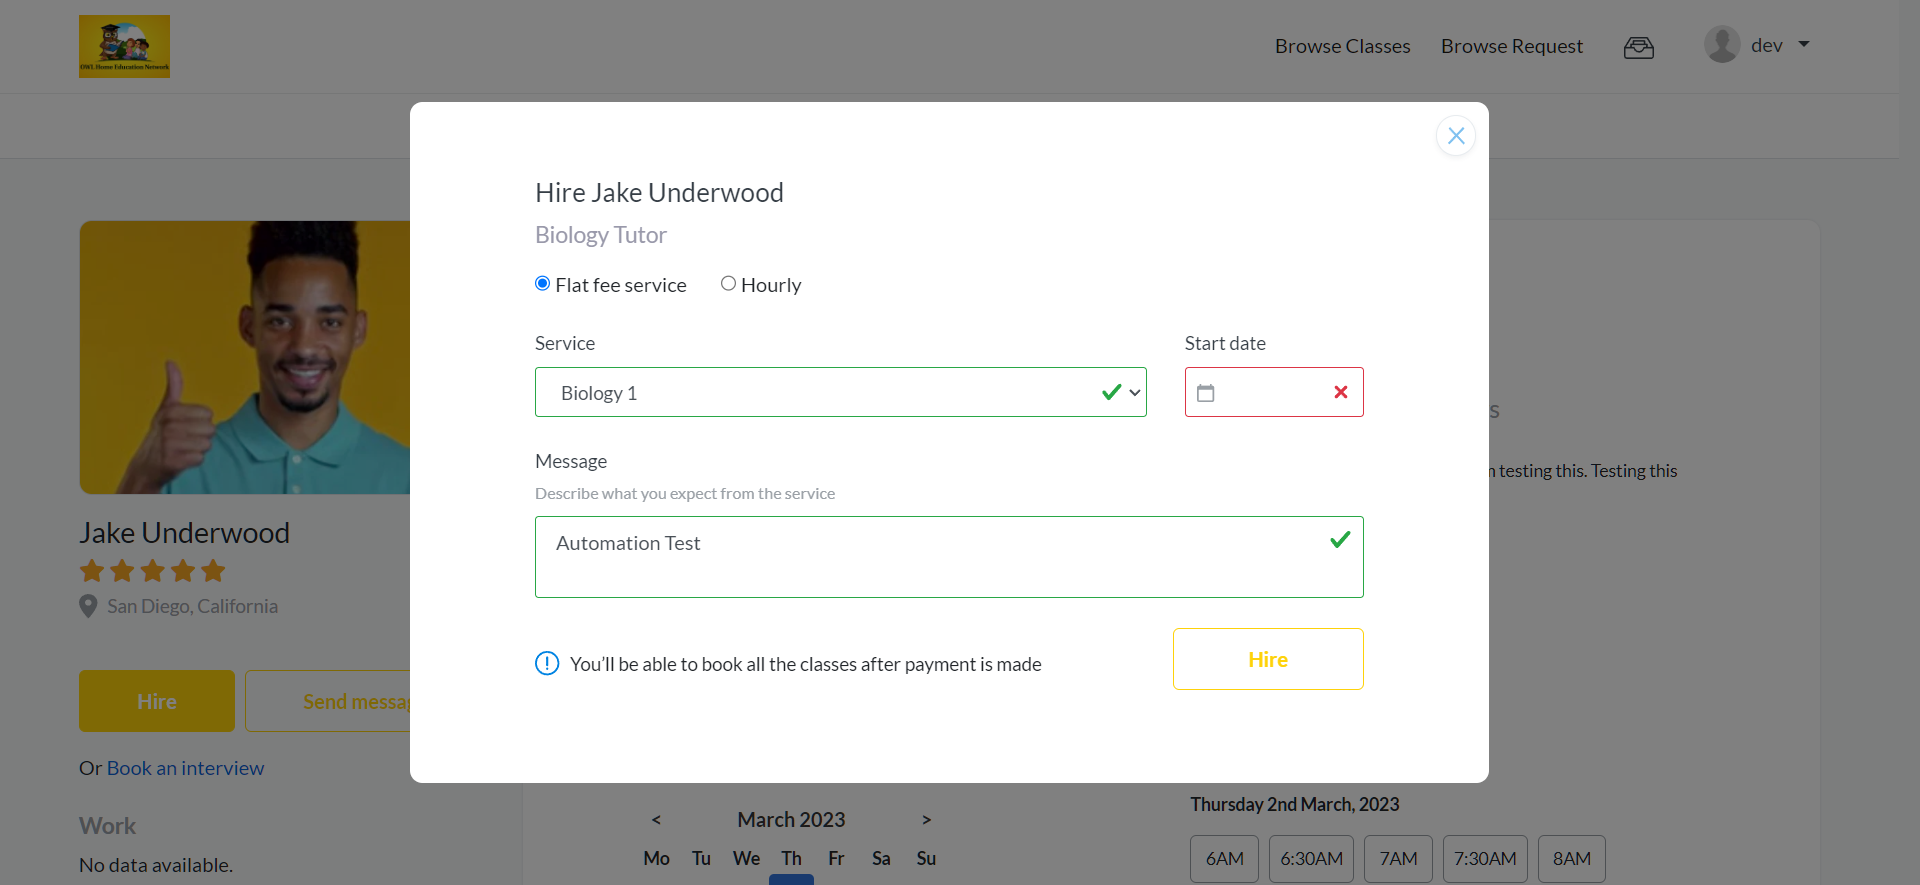 OWL Home Education Network
Browse Classes
Browse Request
dev
Hire Jake Underwood
Biology Tutor
Flat fee service
Hourly
Service
Start date
Biology 1
Message
Describe what you expect from the service
Automation Test
You'll be able to book all the classes after payment is made
Hire
s
testing this. Testing this
Jake Underwood
San Diego, California
Hire
Send messa
Or Book an interview
Work
No data available.
< March 2023 >
Mo Tu We Th Fr Sa Su
Thursday 2nd March, 2023
6AM 6:30AM 7AM 7:30AM 8AM